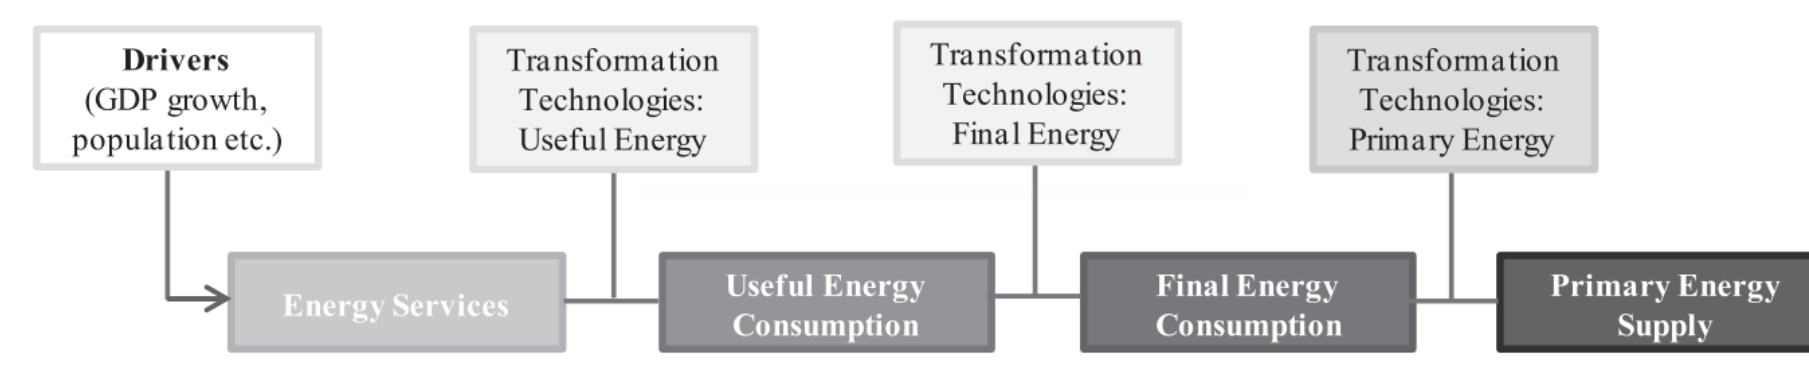 Drivers
(GDP growth,
population etc.)
Transformation
Technologies:
Useful Energy
Transformation
Technologies:
Final Energy
Transformation
Technologies:
Primary Energy
Energy Services
Useful Energy
Consumption
Final Energy
Consumption
Primary Energy
Supply